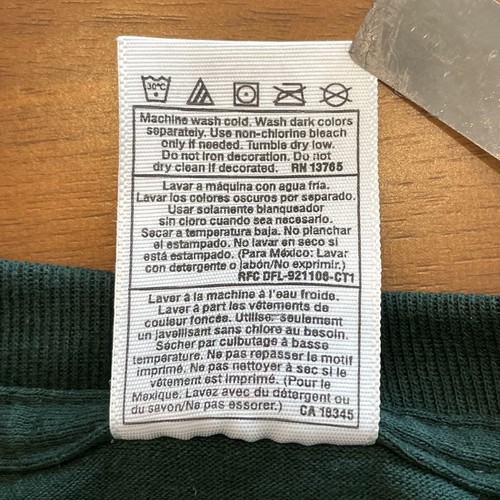 30°C
Machine wash cold. Wash dark colors
separately. Use non-chlorine bleach
only if needed. Tumble dry low.
Do not iron decoration. Do not
dry clean if decorated. RN 13765
Lavar a máquina con agua fría.
Lavar los colores oscuros por separado.
Usar solamente blanqueador
sin cloro cuando sea necesario.
Secar a temperatura baja. No planchar
el estampado. No lavar en seco si
está estampado. (Para México: Lavar
con detergente o jabón/No exprimir.)
RFC DFL-921106-CT1
Laver à la machine à l'eau froide.
Laver à part les vêtements de
couleur foncée. Utilise: seulement
un javellisant sans chlore au besoin.
Sécher par culbutage à basse
température. Ne pas repasser le motif
imprimé. Ne pas nettoyer à sec si le
vêtement est imprimé. (Pour le
Mexique. Lavez avec du détergent ou
du savon/Ne pas essorer.) CA 19345